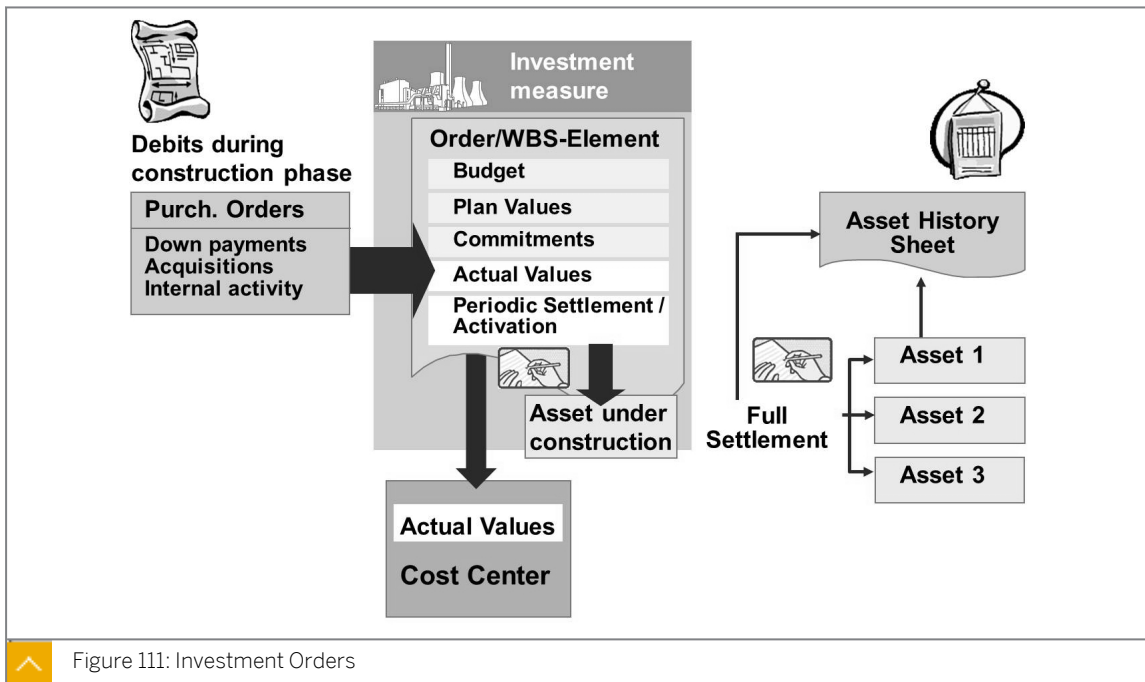 Debits during
construction phase
Purch. Orders
Down payments
Acquisitions
Internal activity
Investment
measure
Order/WBS-Element
Budget
Plan Values
Commitments
Actual Values
Periodic Settlement /
Activation
Asset under
construction
Actual Values
Cost Center
Asset History
Sheet
Full
Settlement
Asset 1
Asset 2
Asset 3
Figure 111: Investment Orders